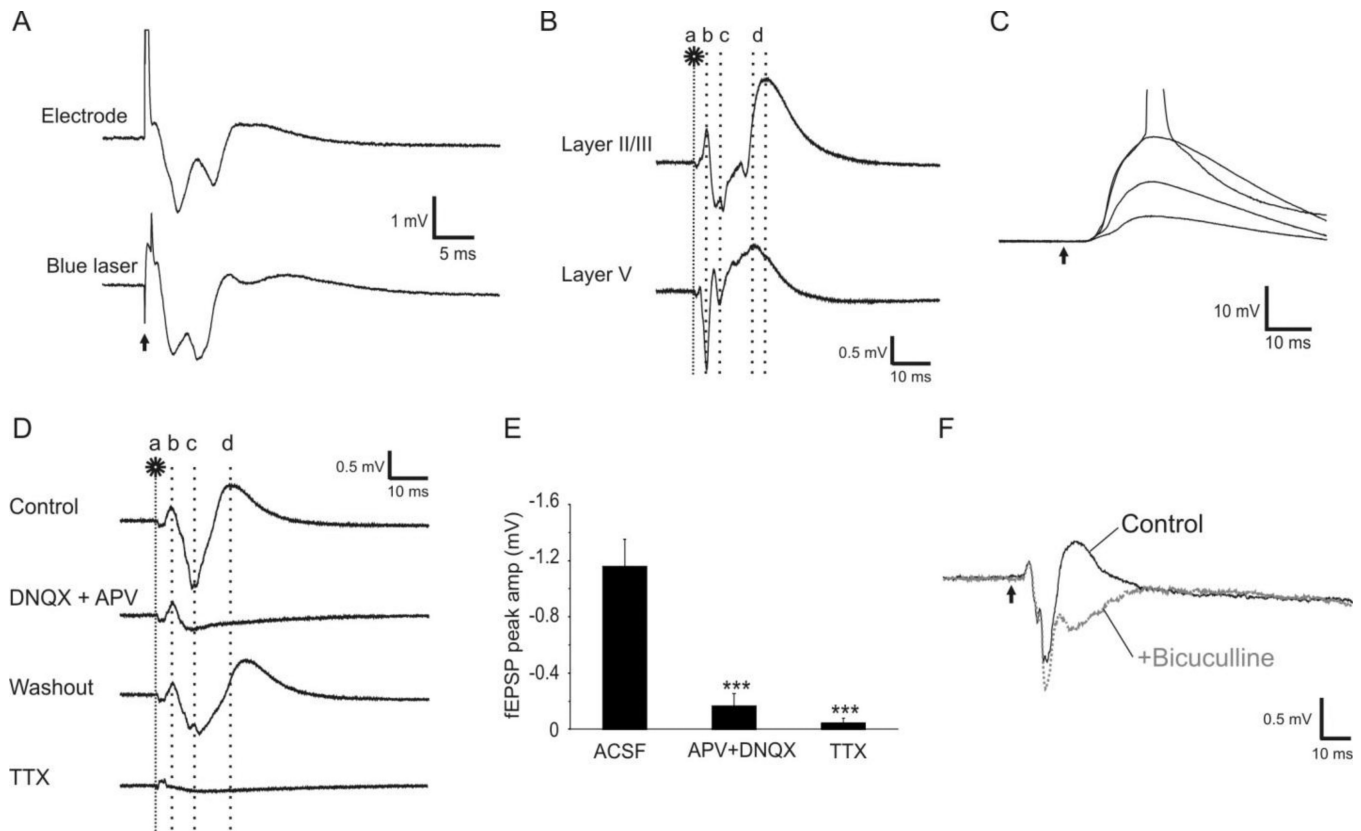 A
Electrode
Blue laser
1 mV
5 ms
B
a b c d
Layer II/III
Layer V
0.5 mV
10 ms
C
10 mV
10 ms
D
a b c d
0.5 mV
10 ms
Control
DNQX + APV
Washout
TTX
E
fEPSP peak amp (mV)
-1.6
-1.2
-0.8
-0.4
0
***
***
ACSF APV+DNQX TTX
F
Control
+Bicuculline
0.5 mV
10 ms